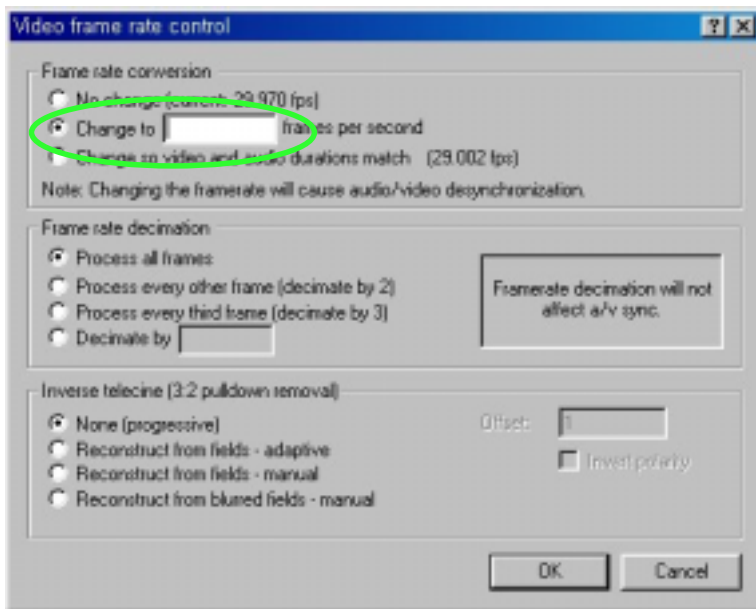 Video frame rate control
Frame rate conversion
No change (current: 29.970 fps)
Change to frames per second
Change so video and audio durations match (29.002 fps)
Note: Changing the framerate will cause audio/video desynchronization.
Frame rate decimation
Process all frames
Process every other frame (decimate by 2)
Process every third frame (decimate by 3)
Decimate by
Framerate decimation will not
affect a/v sync.
Inverse telecine (3:2 pulldown removal)
None (progressive)
Reconstruct from fields - adaptive
Reconstruct from fields - manual
Reconstruct from blurred fields - manual
Offset: 1
Invert polarity
OK Cancel